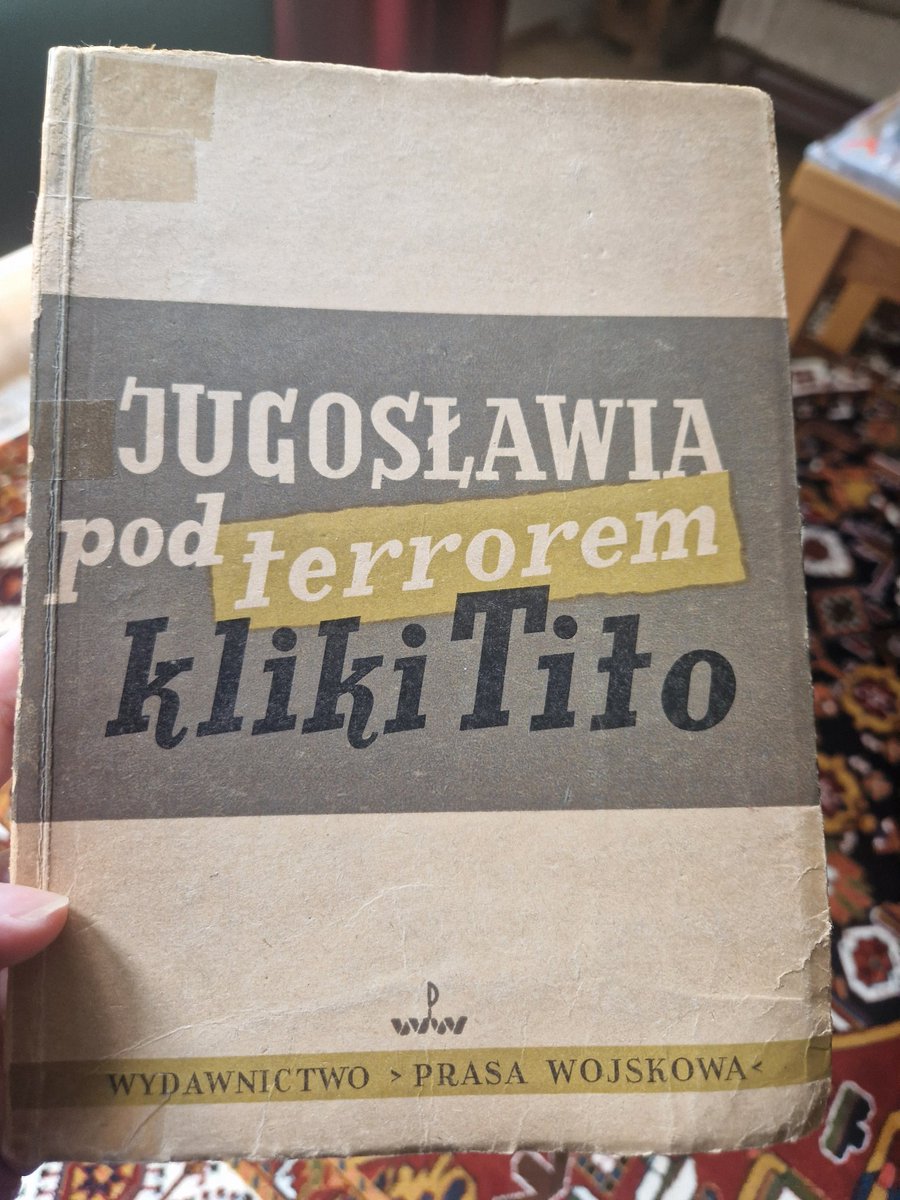 JUGOSŁAWIA
pod terrorem
kliki Tito
WYDAWNICTWO >PRASA WOJSKOWA<